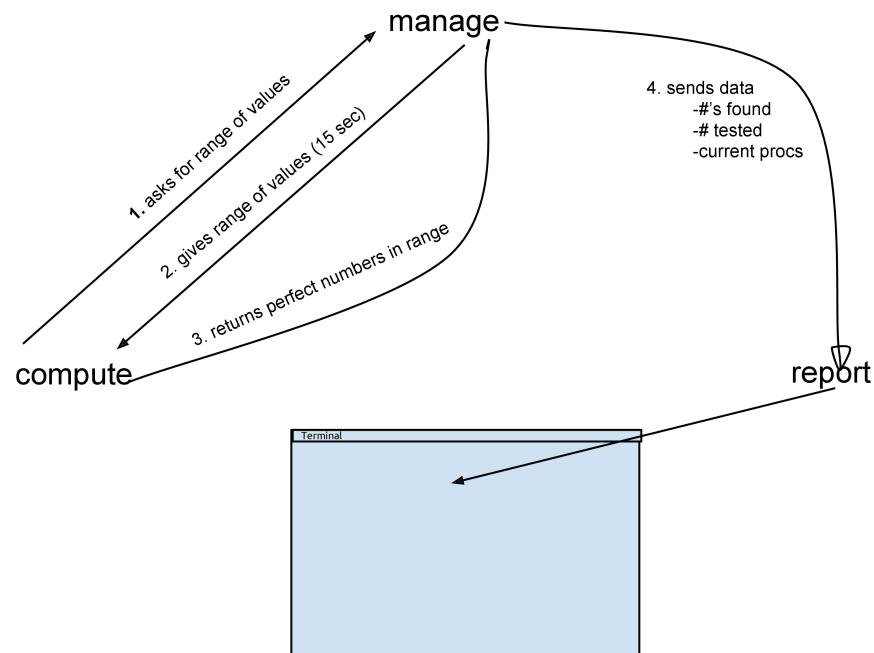 manage
1. asks for range of values
2. gives range of values (15 sec)
3. returns perfect numbers in range
4. sends data
-#'s found
-# tested
-current procs
compute
report
Terminal